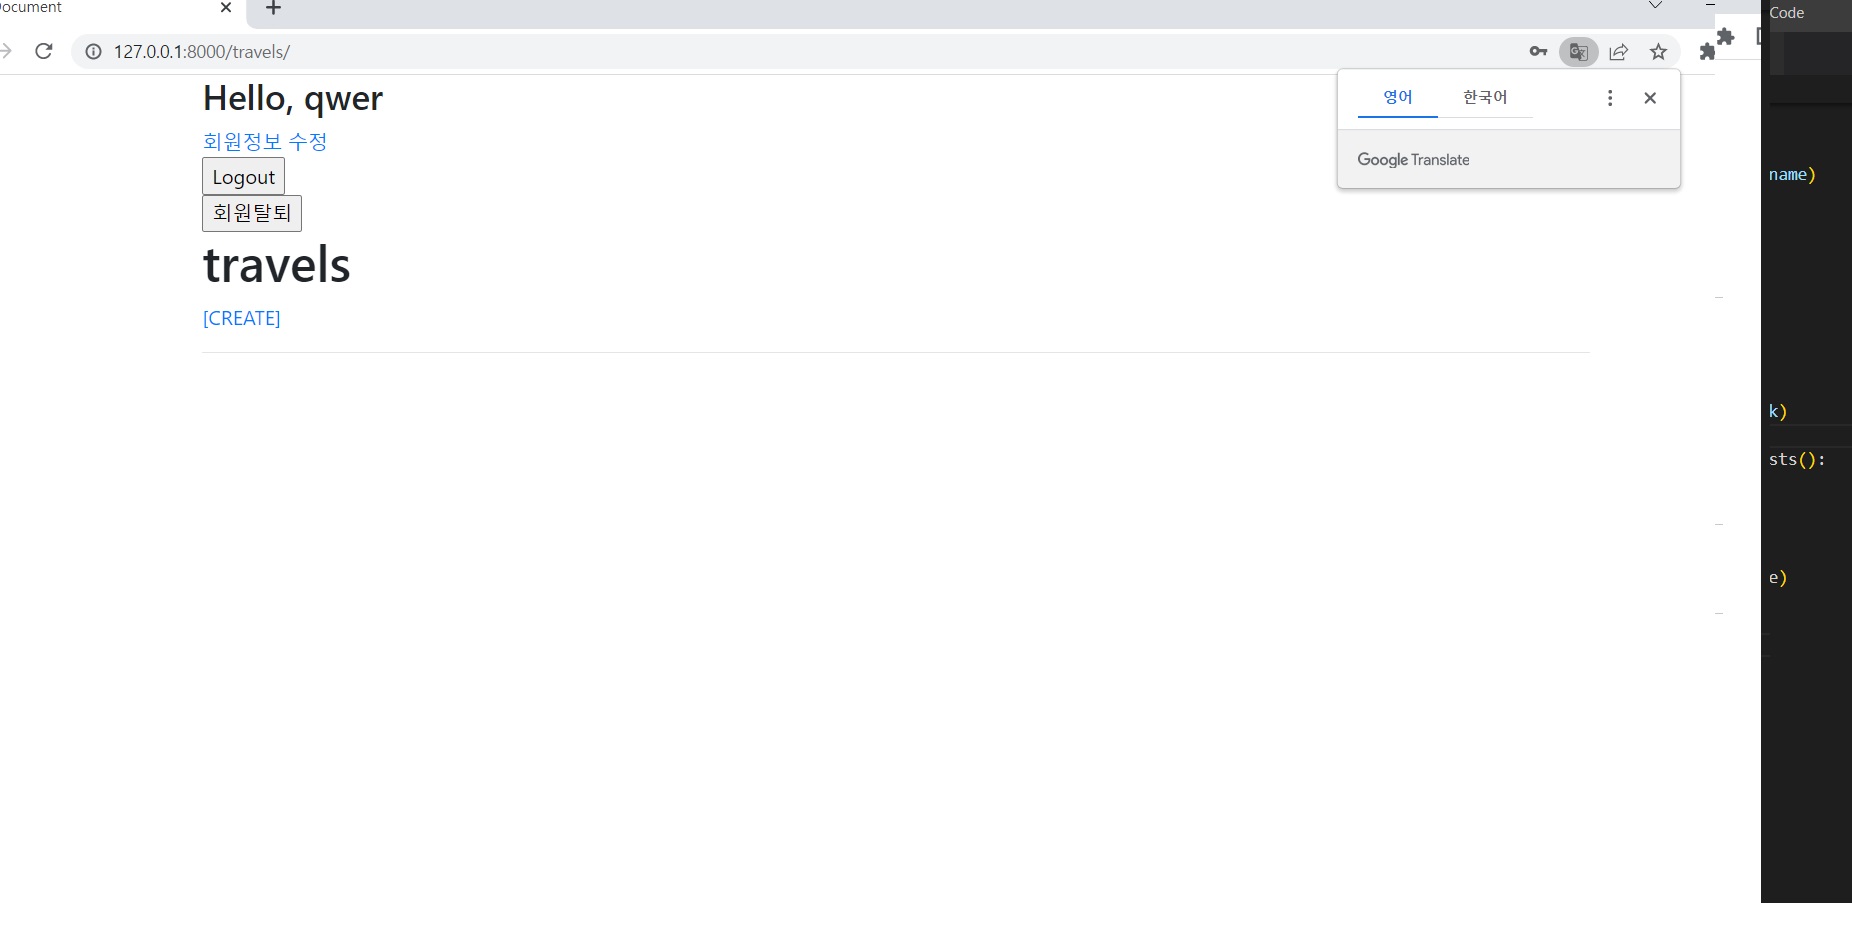 Document
127.0.0.1:8000/travels/
영어 한국어
Google Translate
Hello, qwer
회원정보 수정
Logout
회원탈퇴
travels
[CREATE]
Code
name)
k)
sts():
e)